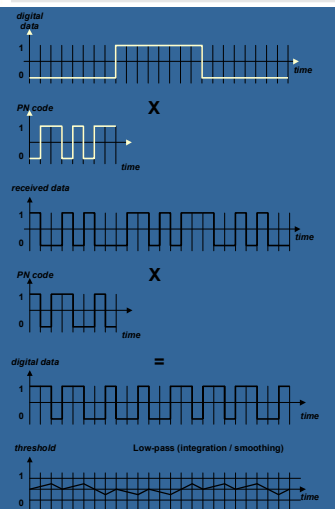 digital
data
1
0
time
PN code
X
1
0
time
received data
1
0
time
PN code
X
1
0
time
digital data
=
1
0
time
threshold Low-pass (integration / smoothing)
1
0
time